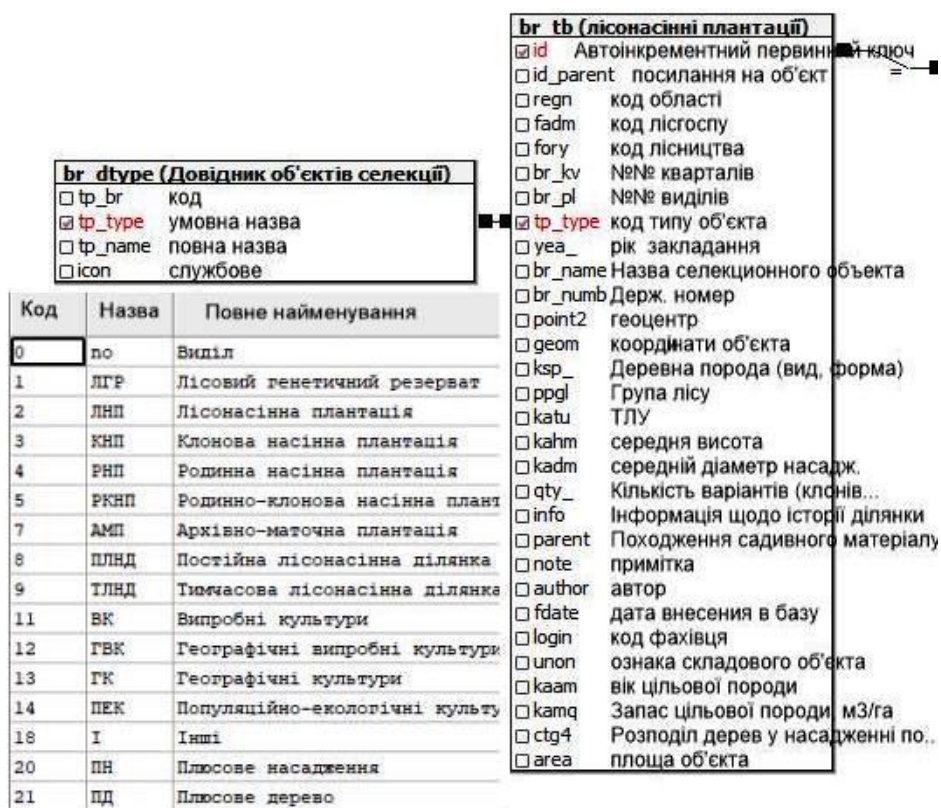 br_tb (лісонасінні плантації)
id Автоінкрементний первинний ключ
id_parent посилання на об'єкт
regn код області
fadm код лісгоспу
fory код лісництва
br_kv №№ кварталів
br_pl №№ виділів
tp_type код типу об'єкта
yea_ рік закладання
br_name Назва селекционного объекта
br_numb Держ. номер
point2 геоцентр
geom координати об'єкта
ksp_ Деревна порода (вид, форма)
ppgl Група лісу
katu ТЛУ
kahm середня висота
kadm середній діаметр насадж.
qty_ Кількість варіантів (клонів...
info Інформація щодо історії ділянки
parent Походження садивного матеріалу
note примітка
author автор
fdate дата внесення в базу
login код фахівця
unon ознака складового об'єкта
kaam вік цільової породи
kamq Запас цільової породи, м3/га
ctg4 Розподіл дерев у насадженні по..
area площа об'єкта
=
br_dtype (Довідник об'єктів селекції)
tp_br код
tp_type умовна назва
tp_name повна назва
icon службове
Код Назва Повне найменування
0 no Виділ
1 ЛГР Лісовий генетичний резерват
2 ЛНП Лісонасінна плантація
3 КНП Клонова насінна плантація
4 РНП Родинна насінна плантація
5 РКНП Родинно-клонова насінна плант
7 АМП Архівно-маточна плантація
8 ПЛНД Постійна лісонасінна ділянка
9 ТЛНД Тимчасова лісонасінна ділянка
11 ВК Випробні культури
12 ГВК Географічні випробні культури
13 ГК Географічні культури
14 ПЕК Популяційно-екологічні культу
18 І Інші
20 ПН Плюсове насадження
21 ПД Плюсове дерево